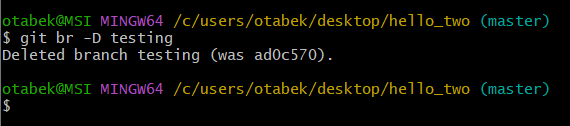 otabek@MSI MINGW64 /c/users/otabek/desktop/hello_two (master)
$ git br -D testing
Deleted branch testing (was ad0c570).
otabek@MSI MINGW64 /c/users/otabek/desktop/hello_two (master)
$